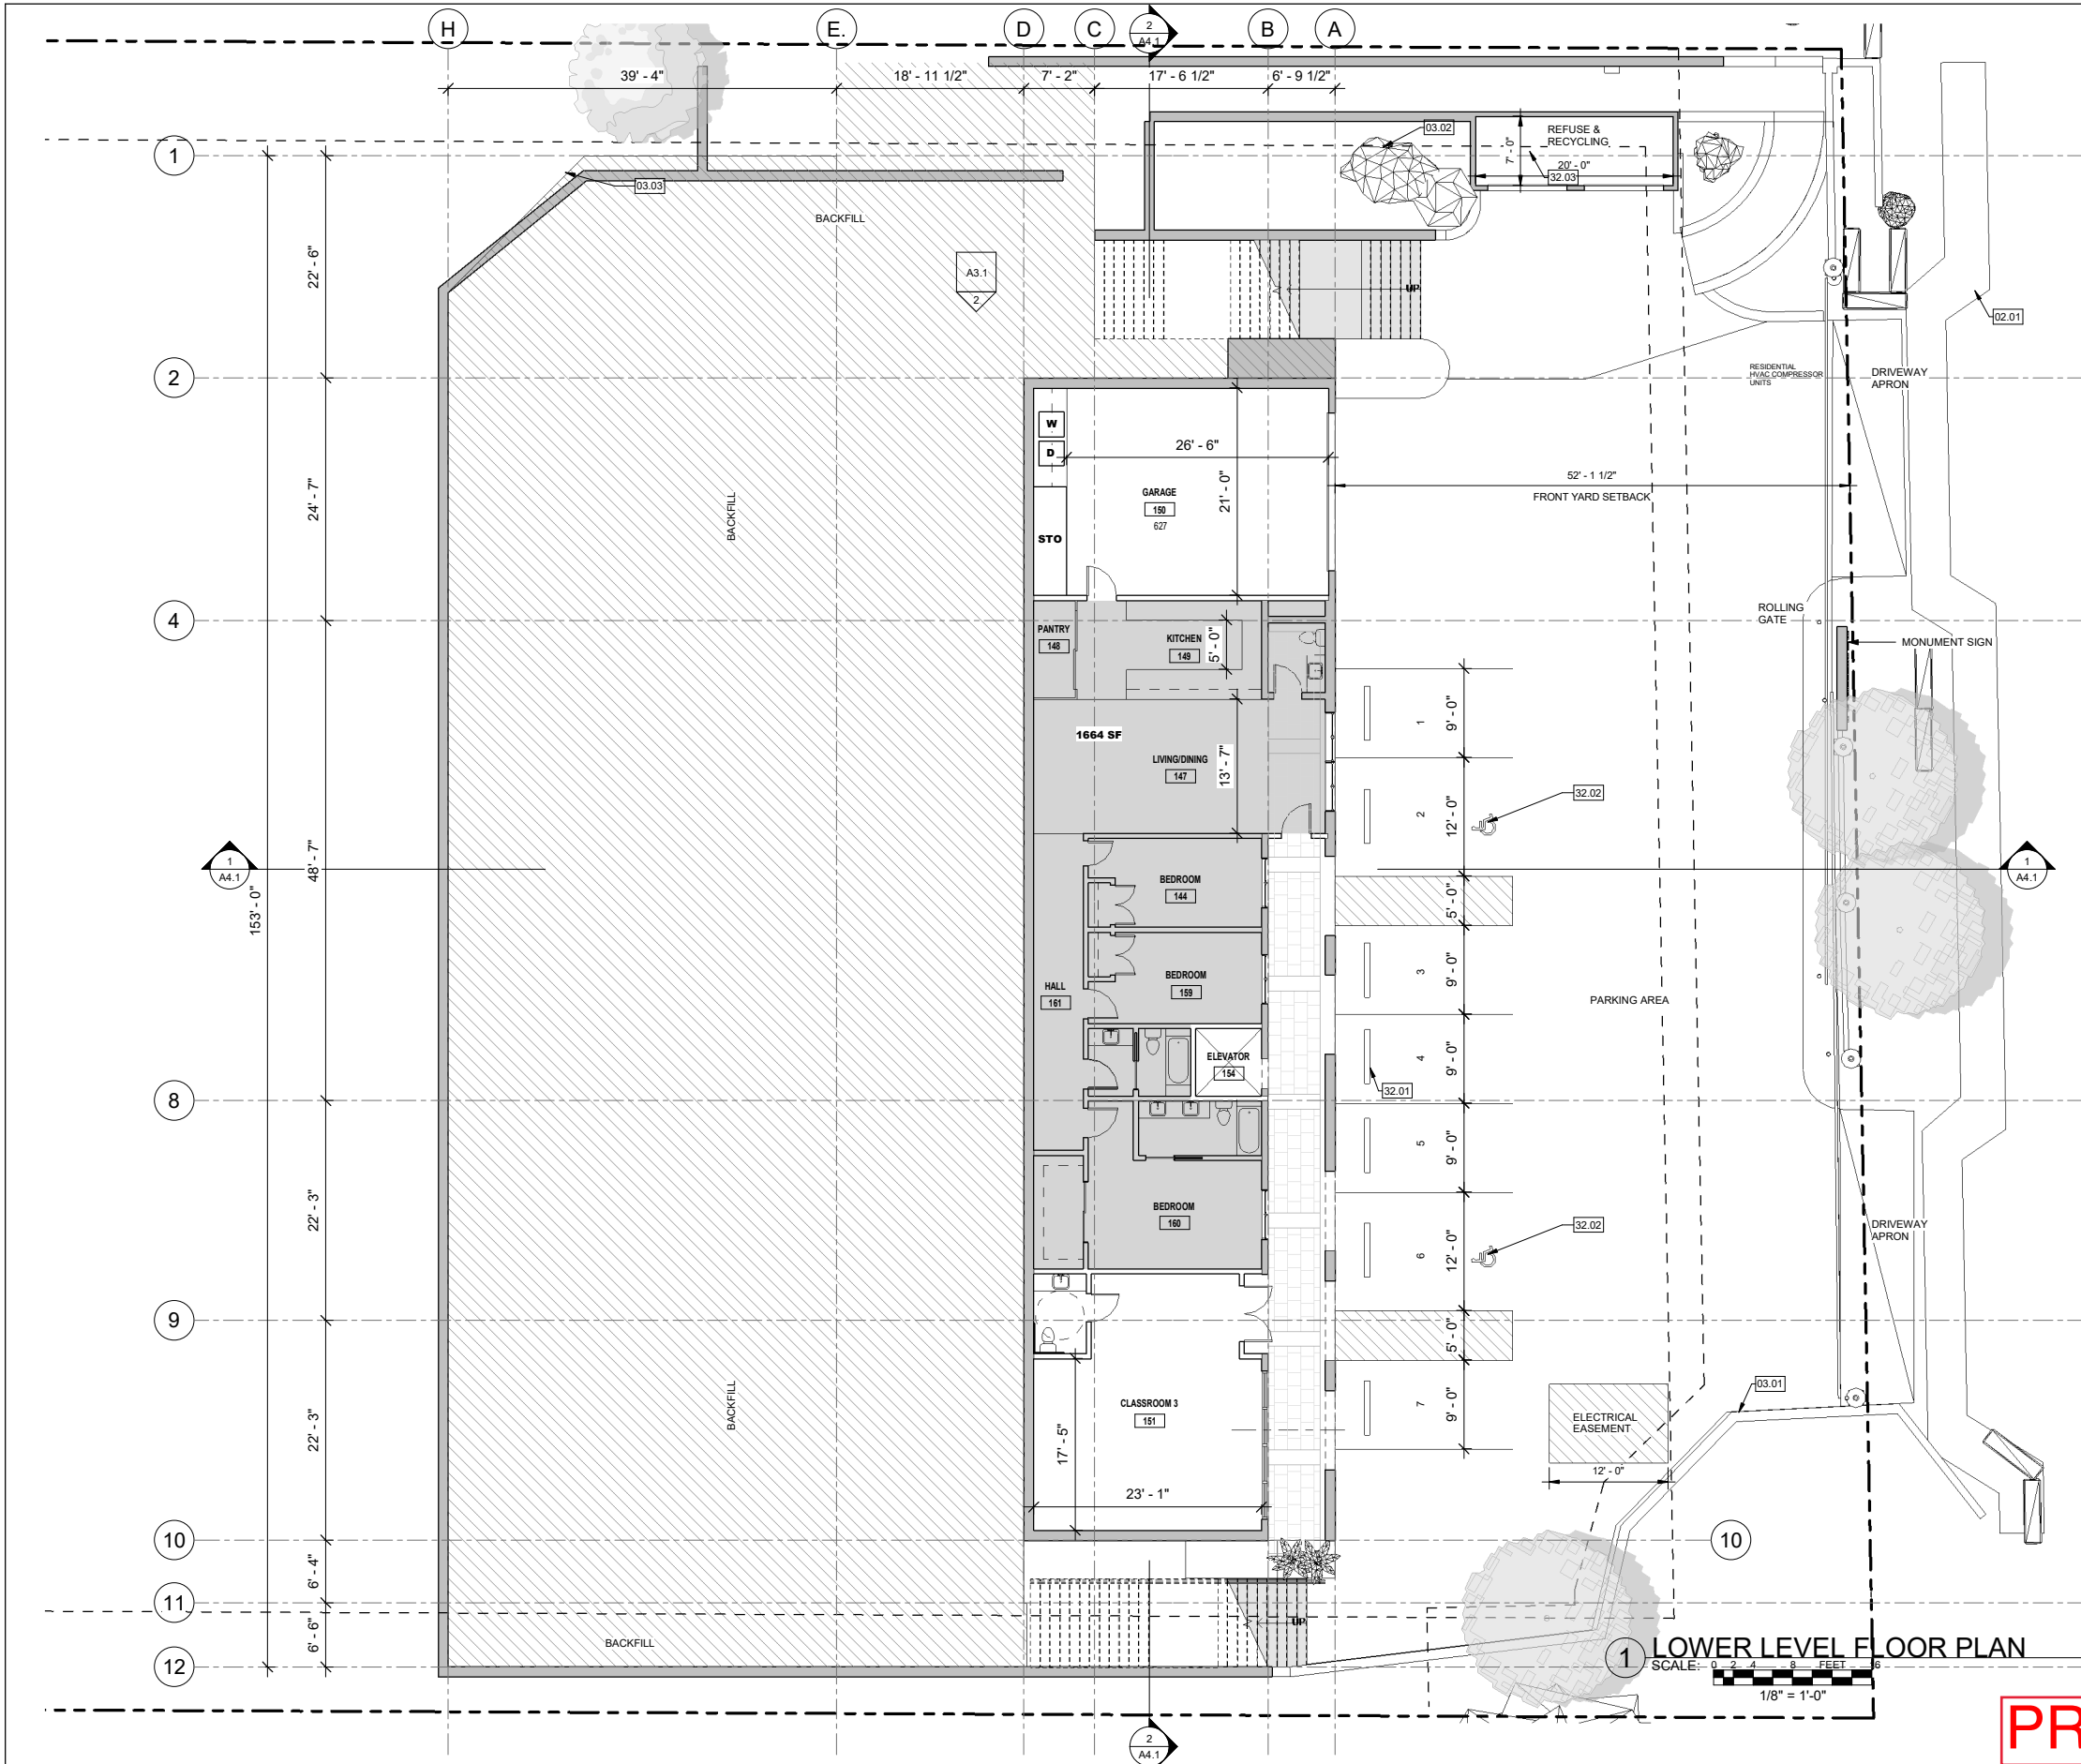 H
E.
D
C
2
A4.1
B
A
39' - 4"
18' - 11 1/2"
7' - 2"
17' - 6 1/2"
6' - 9 1/2"
1
03.03
BACKFILL
03.02
REFUSE &
RECYCLING
7' - 0"
20' - 0"
32.03
22' - 6"
A3.1
2
UP
02.01
2
RESIDENTIAL
HVAC COMPRESSOR
UNITS
DRIVEWAY
APRON
W
D
26' - 6"
21' - 0"
GARAGE
150
627
STO
24' - 7"
BACKFILL
52' - 1 1/2"
FRONT YARD SETBACK
4
PANTRY
148
KITCHEN
149
5' - 0"
ROLLING
GATE
MONUMENT SIGN
1664 SF
LIVING/DINING
147
13' - 7"
1
9' - 0"
2
12' - 0"
32.02
1
A4.1
48' - 7"
153' - 0"
BEDROOM
144
5' - 0"
1
A4.1
BEDROOM
159
HALL
161
3
9' - 0"
PARKING AREA
ELEVATOR
154
4
9' - 0"
32.01
8
5
9' - 0"
22' - 3"
BEDROOM
160
6
12' - 0"
32.02
DRIVEWAY
APRON
9
5' - 0"
22' - 3"
BACKFILL
CLASSROOM 3
151
17' - 5"
23' - 1"
7
9' - 0"
03.01
ELECTRICAL
EASEMENT
12' - 0"
10
10
6' - 4"
11
6' - 6"
UP
BACKFILL
12
1
LOWER LEVEL FLOOR PLAN
SCALE:
0 2 4 8 FEET 16
1/8" = 1'-0"
2
A4.1
PR